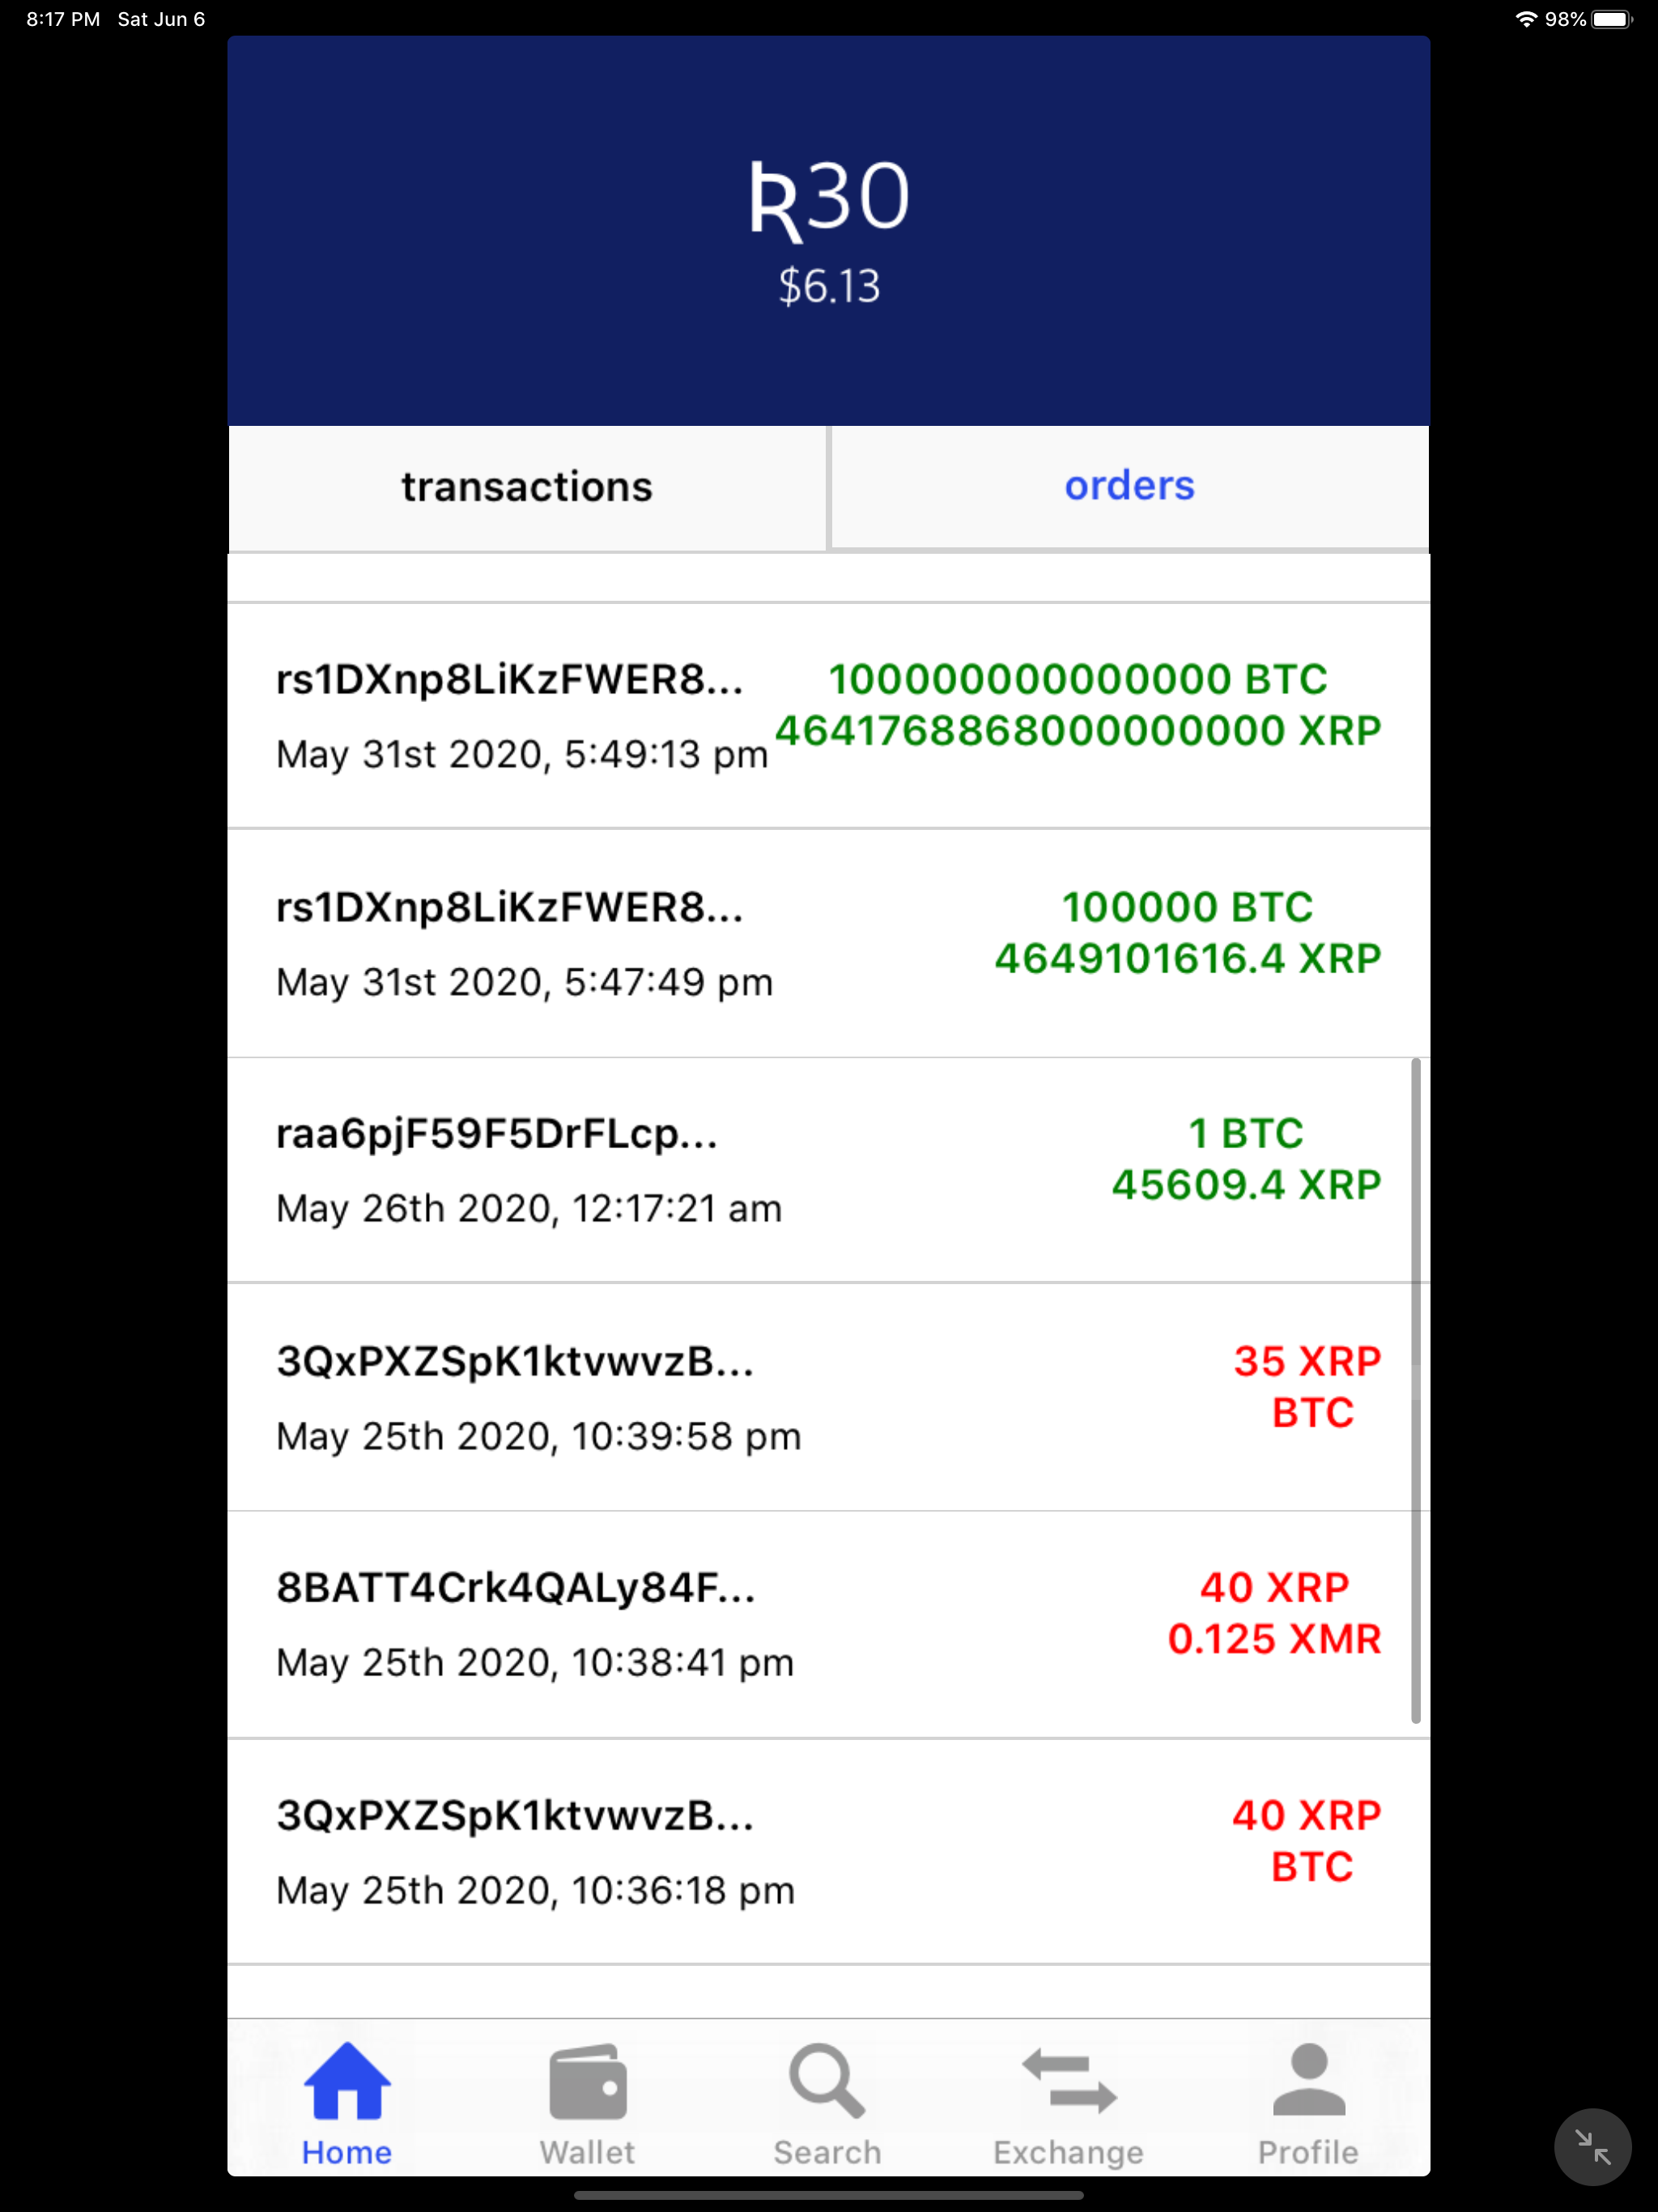 8:17 PM Sat Jun 6
98%
Ʀ30
$6.13
transactions
orders
rs1DXnp8LiKzFWER8...
100000000000000 BTC
4641768868000000000 XRP
May 31st 2020, 5:49:13 pm
rs1DXnp8LiKzFWER8...
100000 BTC
4649101616.4 XRP
May 31st 2020, 5:47:49 pm
raa6pjF59F5DrFLcp...
1 BTC
45609.4 XRP
May 26th 2020, 12:17:21 am
3QxPXZSpK1ktvwvzB...
35 XRP
BTC
May 25th 2020, 10:39:58 pm
8BATT4Crk4QALy84F...
40 XRP
0.125 XMR
May 25th 2020, 10:38:41 pm
3QxPXZSpK1ktvwvzB...
40 XRP
BTC
May 25th 2020, 10:36:18 pm
Home
Wallet
Search
Exchange
Profile